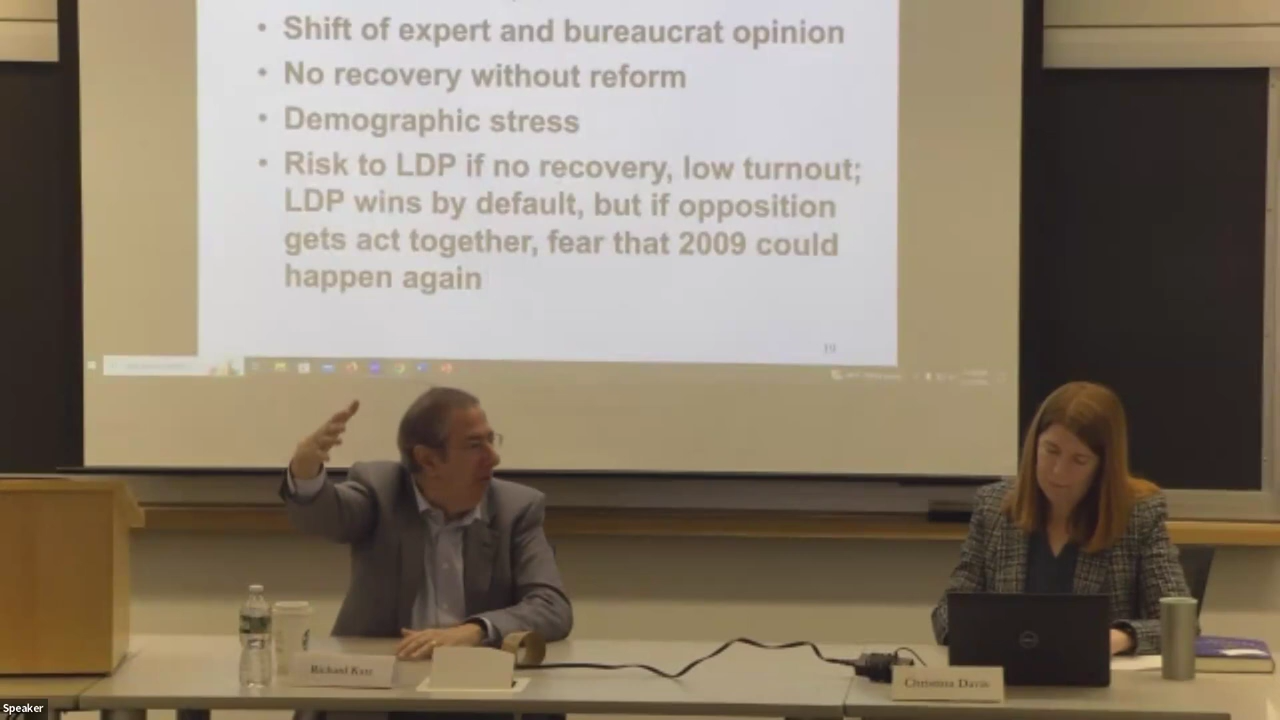 • Shift of expert and bureaucrat opinion
• No recovery without reform
• Demographic stress
• Risk to LDP if no recovery, low turnout;
LDP wins by default, but if opposition
gets act together, fear that 2009 could
happen again
19
Richard Katz
Christina Davis
DELL
Speaker